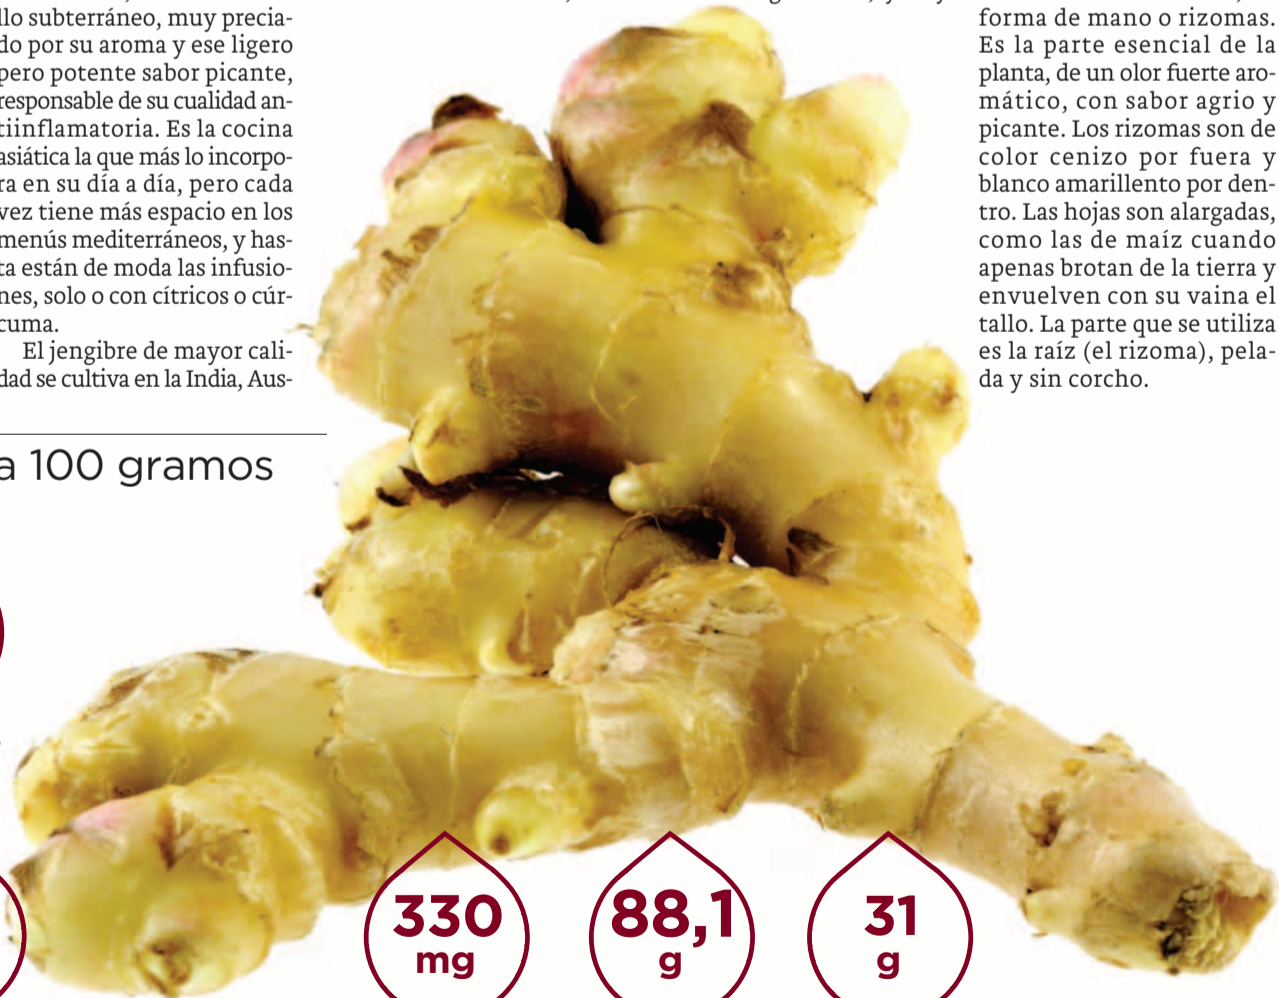 llo subterráneo, muy precia-
do por su aroma y ese ligero
pero potente sabor picante,
responsable de su cualidad an-
tiinflamatoria. Es la cocina
asiática la que más lo incorpo-
ra en su día a día, pero cada
vez tiene más espacio en los
menús mediterráneos, y has-
ta están de moda las infusio-
nes, solo o con cítricos o cúr-
cuma.
El jengibre de mayor cali-
dad se cultiva en la India, Aus-
a 100 gramos
forma de mano o rizomas.
Es la parte esencial de la
planta, de un olor fuerte aro-
mático, con sabor agrio y
picante. Los rizomas son de
color cenizo por fuera y
blanco amarillento por den-
tro. Las hojas son alargadas,
como las de maíz cuando
apenas brotan de la tierra y
envuelven con su vaina el
tallo. La parte que se utiliza
es la raíz (el rizoma), pela-
da y sin corcho.
330
mg
88,1
g
31
g